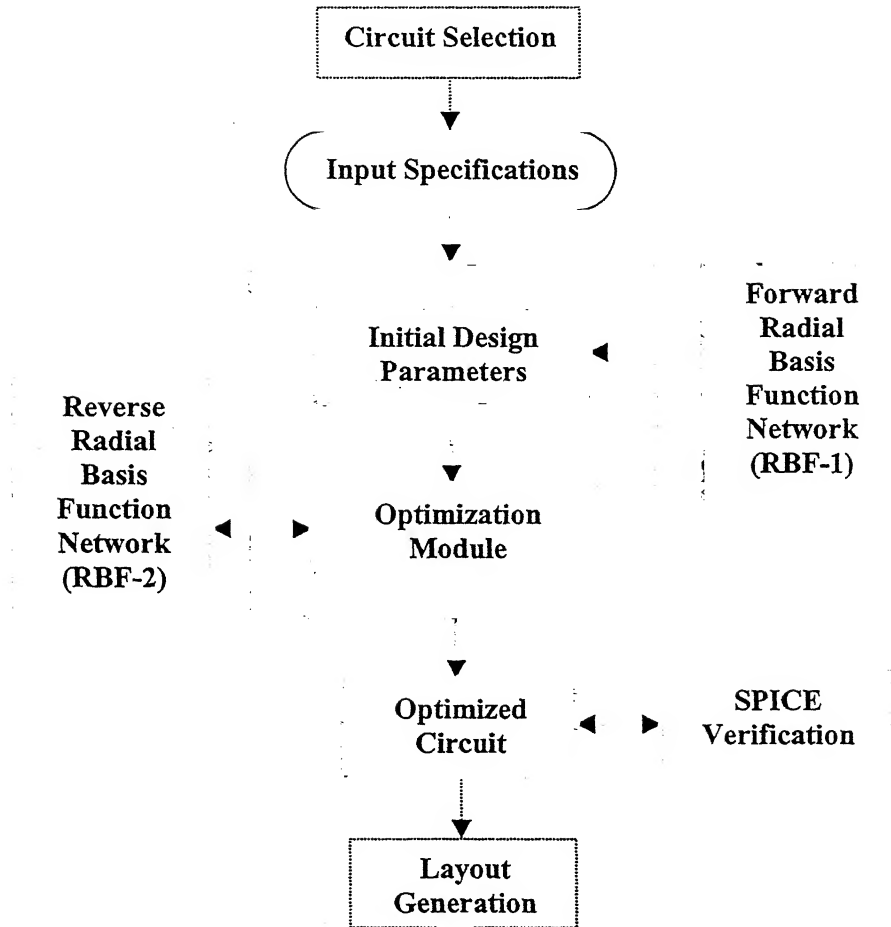 Circuit Selection
Input Specifications
Initial Design
Parameters
Forward
Radial
Basis
Function
Network
(RBF-1)
Reverse
Radial
Basis
Function
Network
(RBF-2)
Optimization
Module
Optimized
Circuit
SPICE
Verification
Layout
Generation